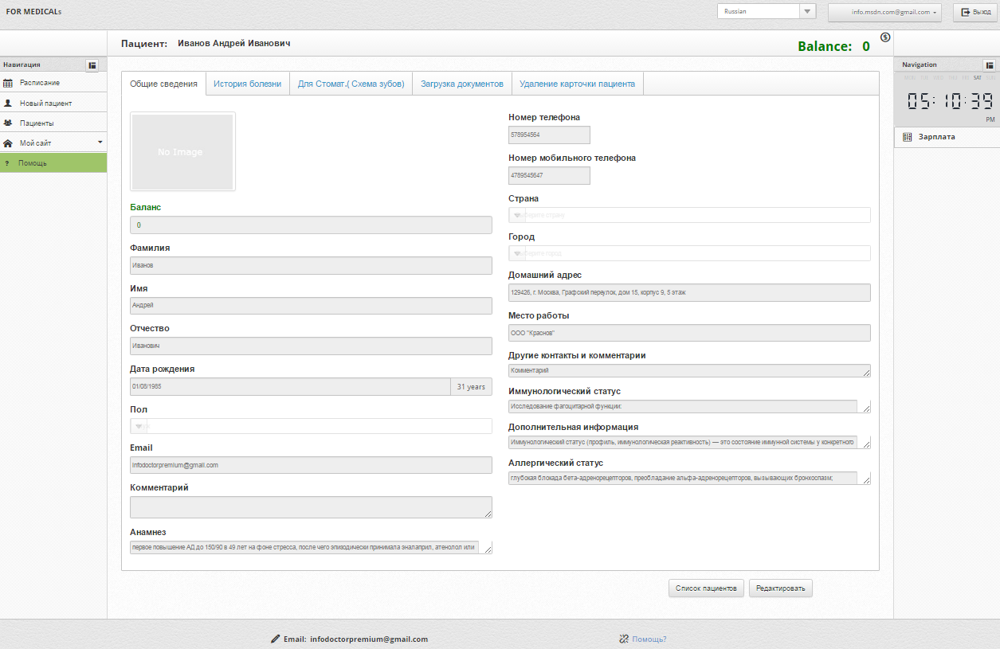 FOR MEDICALs
Russian
info.msdn.com@gmail.com
Выход
Пациент: Иванов Андрей Иванович
Balance: 0
Навигация
Расписание
Новый пациент
Пациенты
Мой сайт
? Помощь
Общие сведения
История болезни
Для Стомат.( Схема зубов)
Загрузка документов
Удаление карточки пациента
No Image
Баланс
0
Фамилия
Иванов
Имя
Андрей
Отчество
Иванович
Дата рождения
01/08/1985
31 years
Пол
Email
infodoctorpremium@gmail.com
Комментарий
Анамнез
первое повышение АД до 150/90 в 49 лет на фоне стресса, после чего эпизодически принимала эналаприл, атенолол или
Номер телефона
578954564
Номер мобильного телефона
4789545647
Страна
Город
Домашний адрес
129426, г. Москва, Графский переулок, дом 15, корпус 9, 5 этаж
Место работы
ООО "Краснов"
Другие контакты и комментарии
Комментарий
Иммунологический статус
Исследование фагоцитарной функции:
Дополнительная информация
Иммунологический статус (профиль, иммунологическая реактивность) — это состояние иммунной системы у конкретного
Аллергический статус
глубокая блокада бета-адренорецепторов, преобладание альфа-адренорецепторов, вызывающих бронхоспазм;
Список пациентов
Редактировать
Navigation
MON TUE WED THU FRI SAT SUN
05:10:39
PM
Зарплата
Email: infodoctorpremium@gmail.com
Помощь?